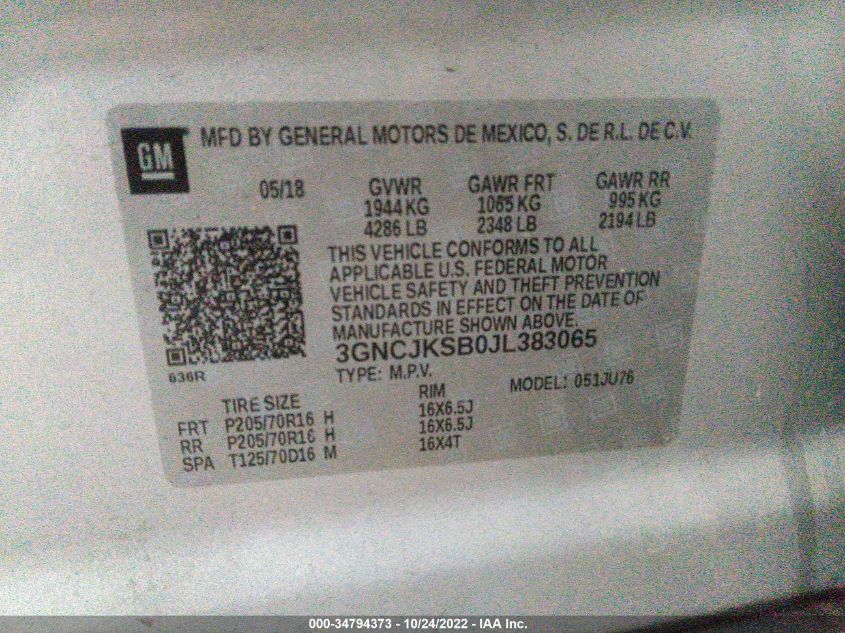 GM
MFD BY GENERAL MOTORS DE MEXICO, S. DE R.L. DE C.V.
05/18 GVWR GAWR FRT GAWR RR
1944 KG 1065 KG 995 KG
4286 LB 2348 LB 2194 LB
THIS VEHICLE CONFORMS TO ALL
APPLICABLE U.S. FEDERAL MOTOR
VEHICLE SAFETY AND THEFT PREVENTION
STANDARDS IN EFFECT ON THE DATE OF
MANUFACTURE SHOWN ABOVE.
3GNCJKSB0JL383065
636R
TYPE: M.P.V. MODEL: 051JU76
TIRE SIZE RIM
FRT P205/70R16 H 16X6.5J
RR P205/70R16 H 16X6.5J
SPA T125/70D16 M 16X4T
000-34794373 - 10/24/2022 - IAA Inc.